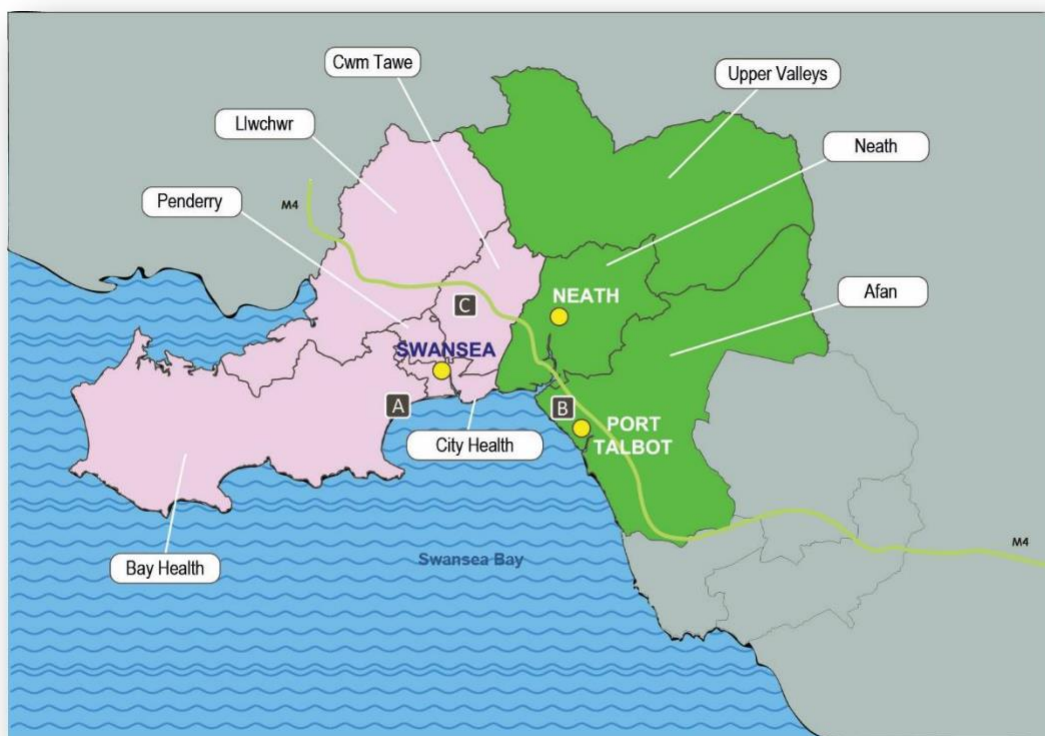 Cwm Tawe
Upper Valleys
Llwchwr
Neath
Penderry
M4
Afan
NEATH
C
SWANSEA
A
B
PORT
TALBOT
City Health
Bay Health
Swansea Bay
M4